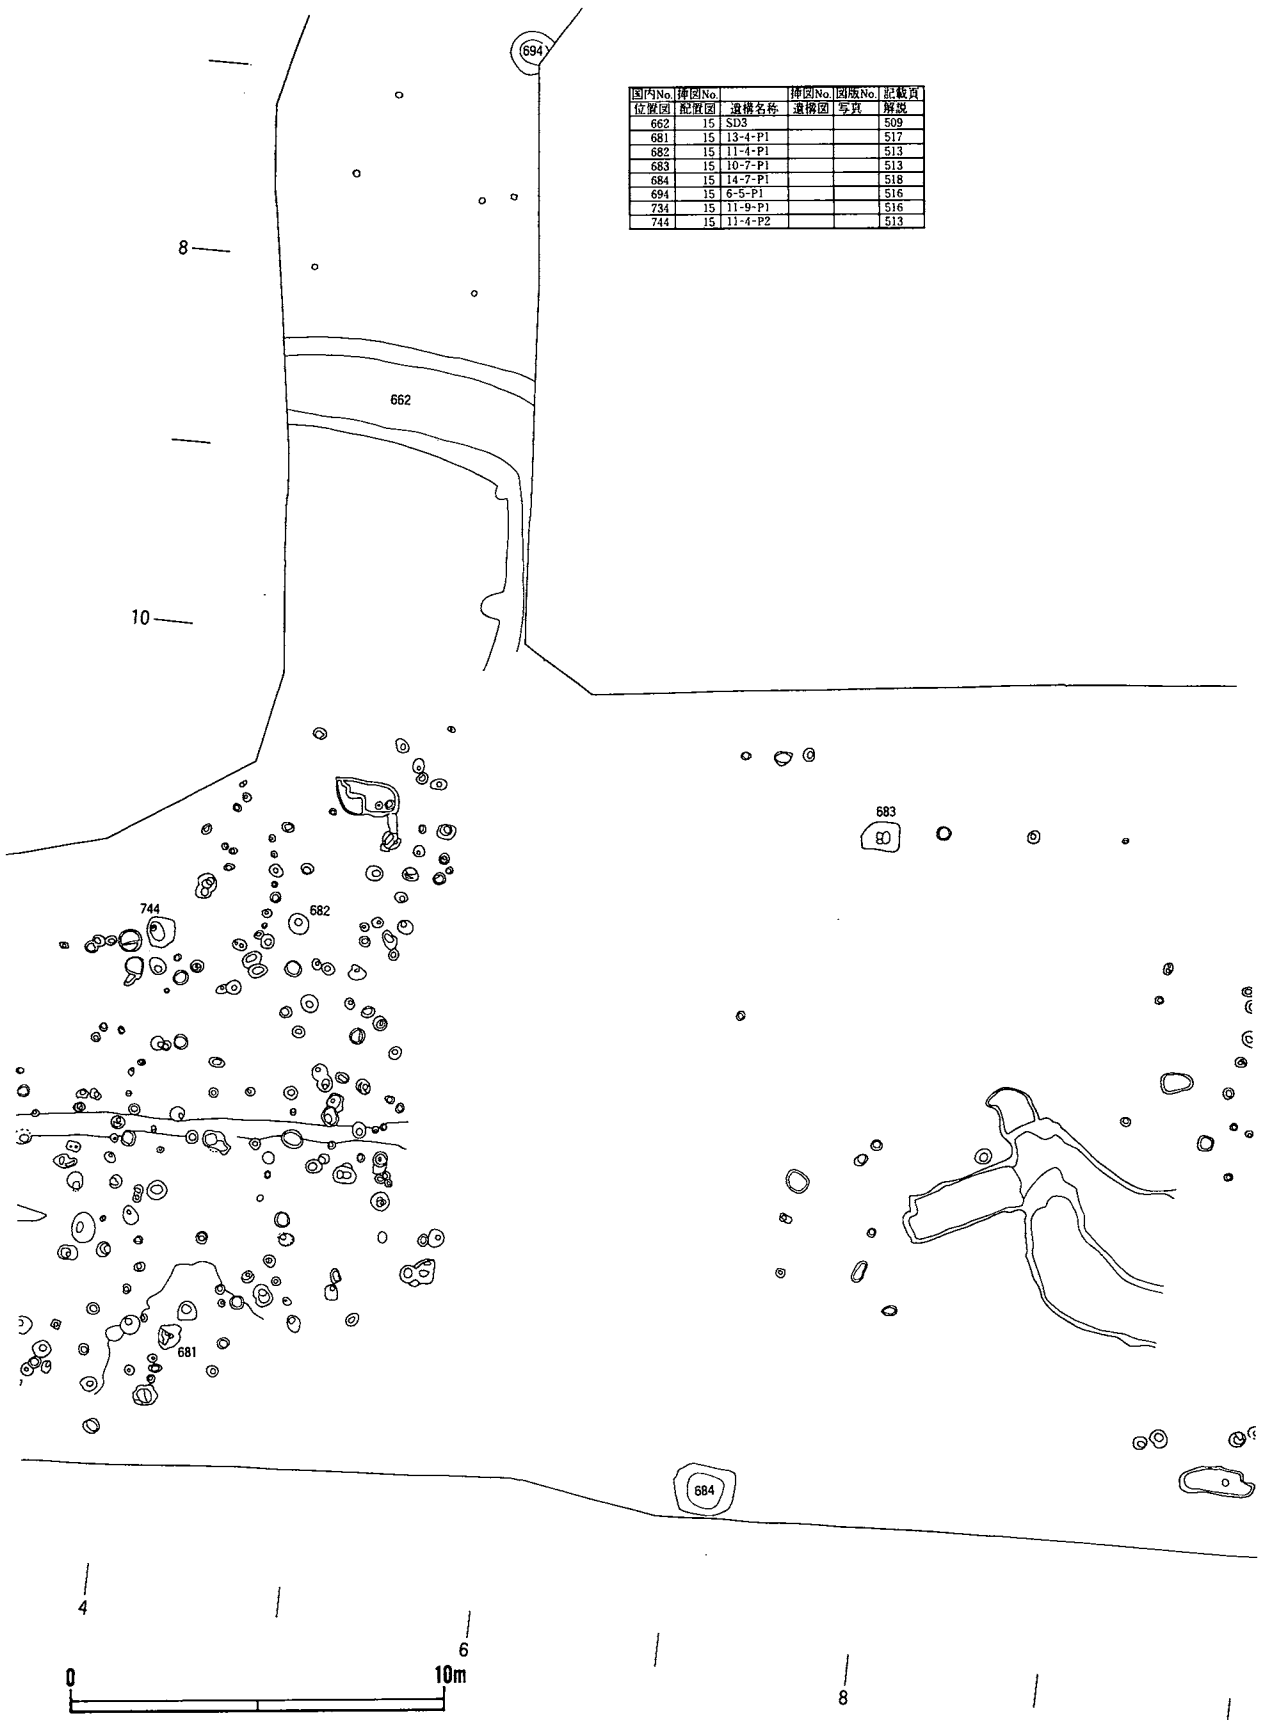 694
国内No. 挿図No. 挿図No. 図版No. 記載頁
位置図 配置図 遺構名称 遺構図 写真 解説
662 15 SD3 509
681 15 13-4-P1 517
682 15 11-4-P1 513
683 15 10-7-P1 513
684 15 14-7-P1 518
694 15 6-5-P1 516
734 15 11-9-P1 516
744 15 11-4-P2 513
8
662
10
683
744
682
681
684
4
6
8
0 10m